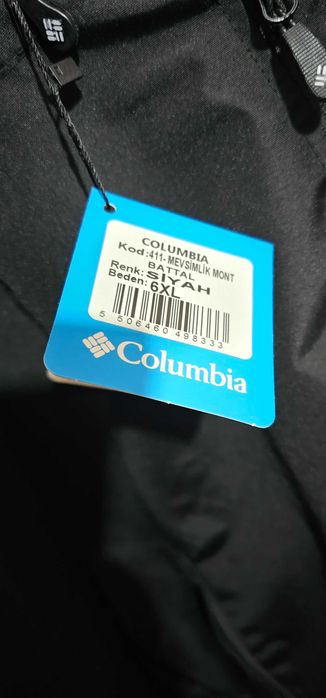 COLUMBIA
Kod:411- MEVSİMLİK MONT
BATTAL
Renk: SİYAH
Beden: 6XL
5 506460 498333
Columbia